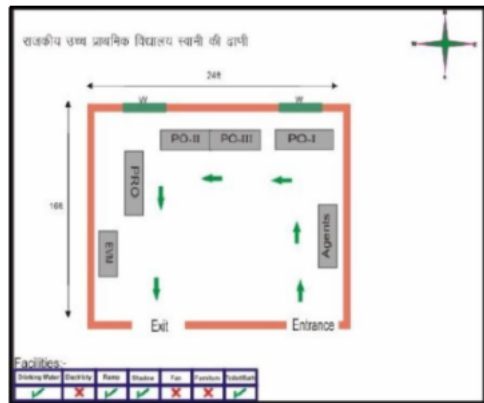 राजकीय उच्च प्राथमिक विद्यालय स्वामी की ढाणी
24ft
W W
PO-II PO-III PO-I
PRO
16ft
Agents
EVM
Exit Entrance
Facilities:-
Drinking Water Electricity Ramp Shadow Fan Furniture Toilet/Bath